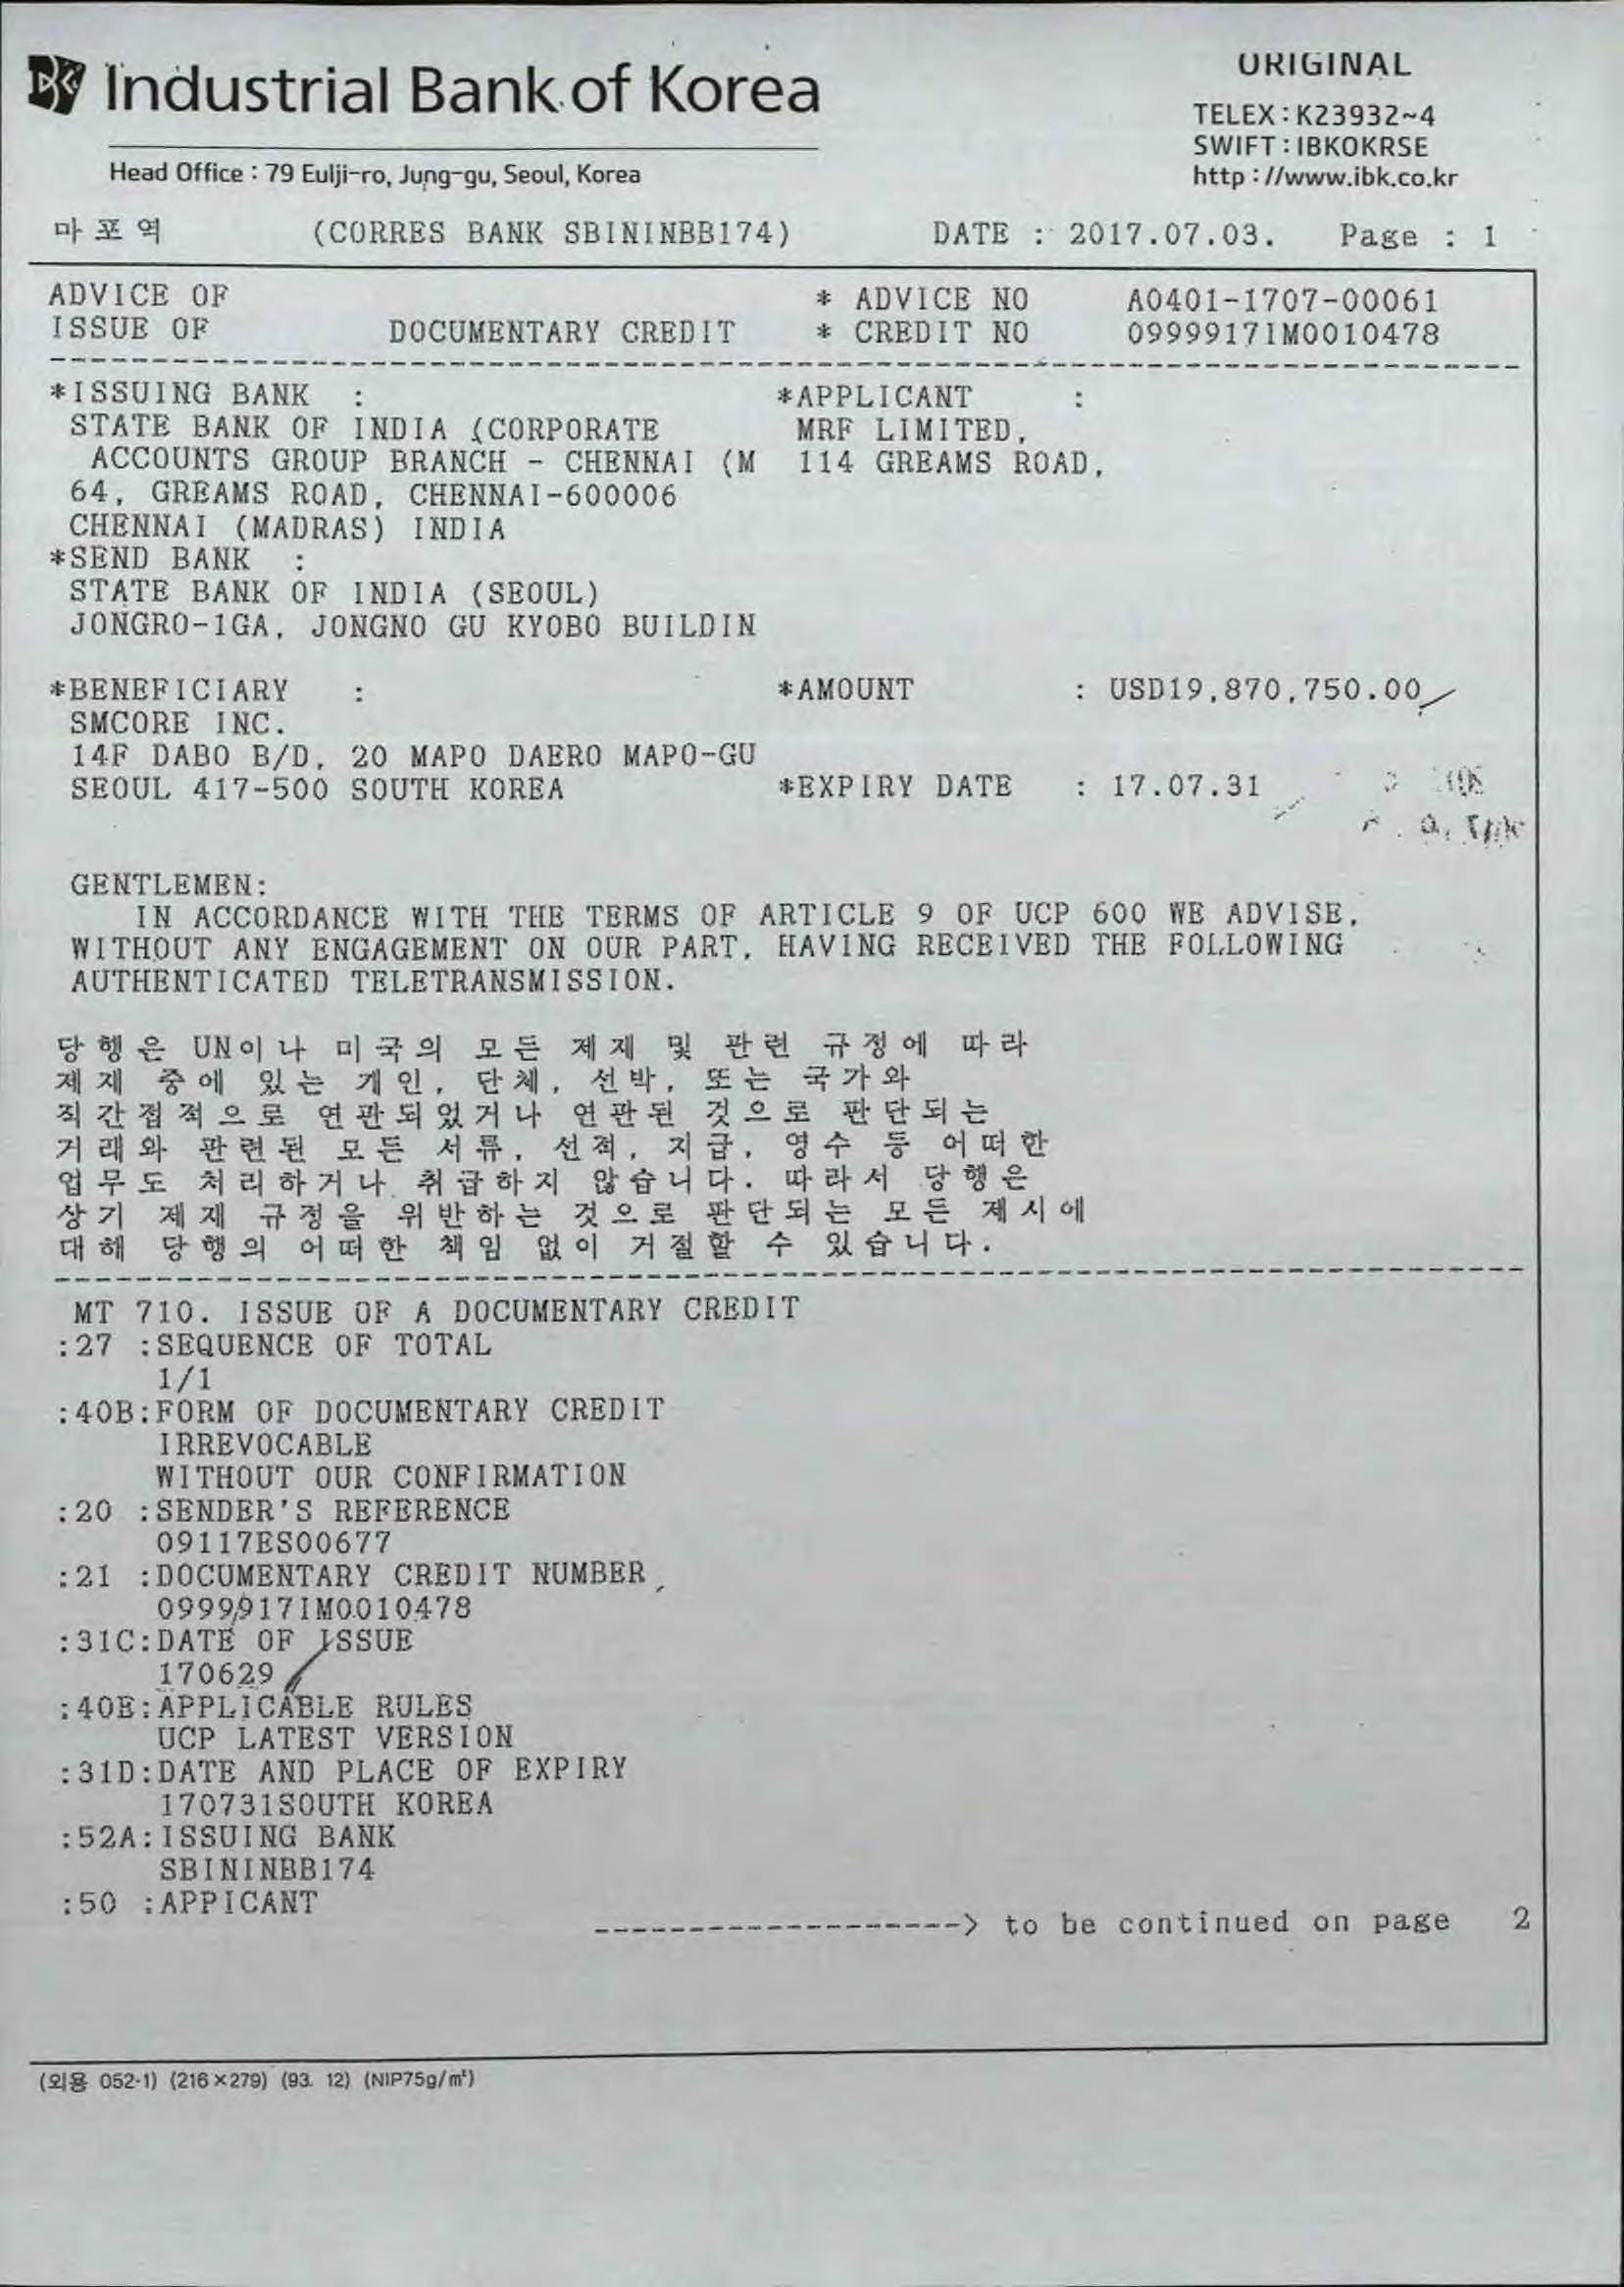 ORIGINAL
Industrial Bank of Korea
TELEX : K23932~4
SWIFT : IBKOKRSE
Head Office : 79 Eulji-ro, Jung-gu, Seoul, Korea http : //www.ibk.co.kr
마포역 (CORRES BANK SBININBB174) DATE : 2017.07.03. Page : 1
ADVICE OF * ADVICE NO A0401-1707-00061
ISSUE OF DOCUMENTARY CREDIT * CREDIT NO 0999917IM0010478
*ISSUING BANK : *APPLICANT :
STATE BANK OF INDIA (CORPORATE MRF LIMITED,
ACCOUNTS GROUP BRANCH - CHENNAI (M 114 GREAMS ROAD,
64, GREAMS ROAD, CHENNAI-600006
CHENNAI (MADRAS) INDIA
*SEND BANK :
STATE BANK OF INDIA (SEOUL)
JONGRO-1GA, JONGNO GU KYOBO BUILDIN
*BENEFICIARY : *AMOUNT : USD19,870,750.00
SMCORE INC.
14F DABO B/D, 20 MAPO DAERO MAPO-GU
SEOUL 417-500 SOUTH KOREA *EXPIRY DATE : 17.07.31
GENTLEMEN:
IN ACCORDANCE WITH THE TERMS OF ARTICLE 9 OF UCP 600 WE ADVISE,
WITHOUT ANY ENGAGEMENT ON OUR PART, HAVING RECEIVED THE FOLLOWING
AUTHENTICATED TELETRANSMISSION.
당행은 UN이나 미국의 모든 제재 및 관련 규정에 따라
제재 중에 있는 개인, 단체, 선박, 또는 국가와
직간접적으로 연관되었거나 연관된 것으로 판단되는
거래와 관련된 모든 서류, 선적, 지급, 영수 등 어떠한
업무도 처리하거나 취급하지 않습니다. 따라서 당행은
상기 제재 규정을 위반하는 것으로 판단되는 모든 제시에
대해 당행의 어떠한 책임 없이 거절할 수 있습니다.
MT 710. ISSUE OF A DOCUMENTARY CREDIT
:27 :SEQUENCE OF TOTAL
1/1
:40B:FORM OF DOCUMENTARY CREDIT
IRREVOCABLE
WITHOUT OUR CONFIRMATION
:20 :SENDER'S REFERENCE
09117ES00677
:21 :DOCUMENTARY CREDIT NUMBER
0999917IM0010478
:31C:DATE OF ISSUE
170629
:40E:APPLICABLE RULES
UCP LATEST VERSION
:31D:DATE AND PLACE OF EXPIRY
170731SOUTH KOREA
:52A:ISSUING BANK
SBININBB174
:50 :APPICANT
-------------------> to be continued on page 2
(외용 052-1) (216×279) (93. 12) (NIP75g/㎡)